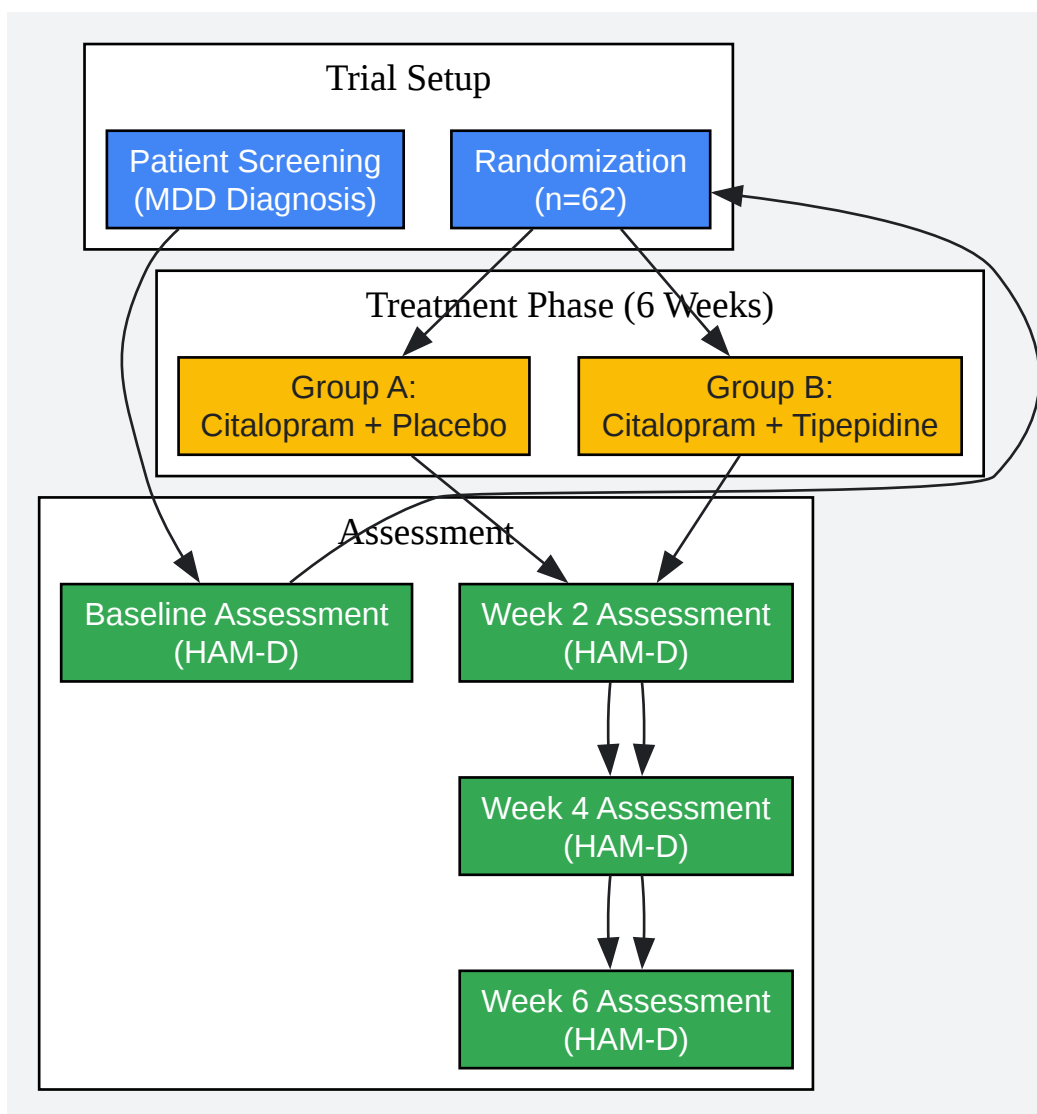 Trial Setup
Patient Screening
(MDD Diagnosis)
Randomization
(n=62)
Treatment Phase (6 Weeks)
Group A:
Citalopram + Placebo
Group B:
Citalopram + Tipepidine
Assessment
Baseline Assessment
(HAM-D)
Week 2 Assessment
(HAM-D)
Week 4 Assessment
(HAM-D)
Week 6 Assessment
(HAM-D)